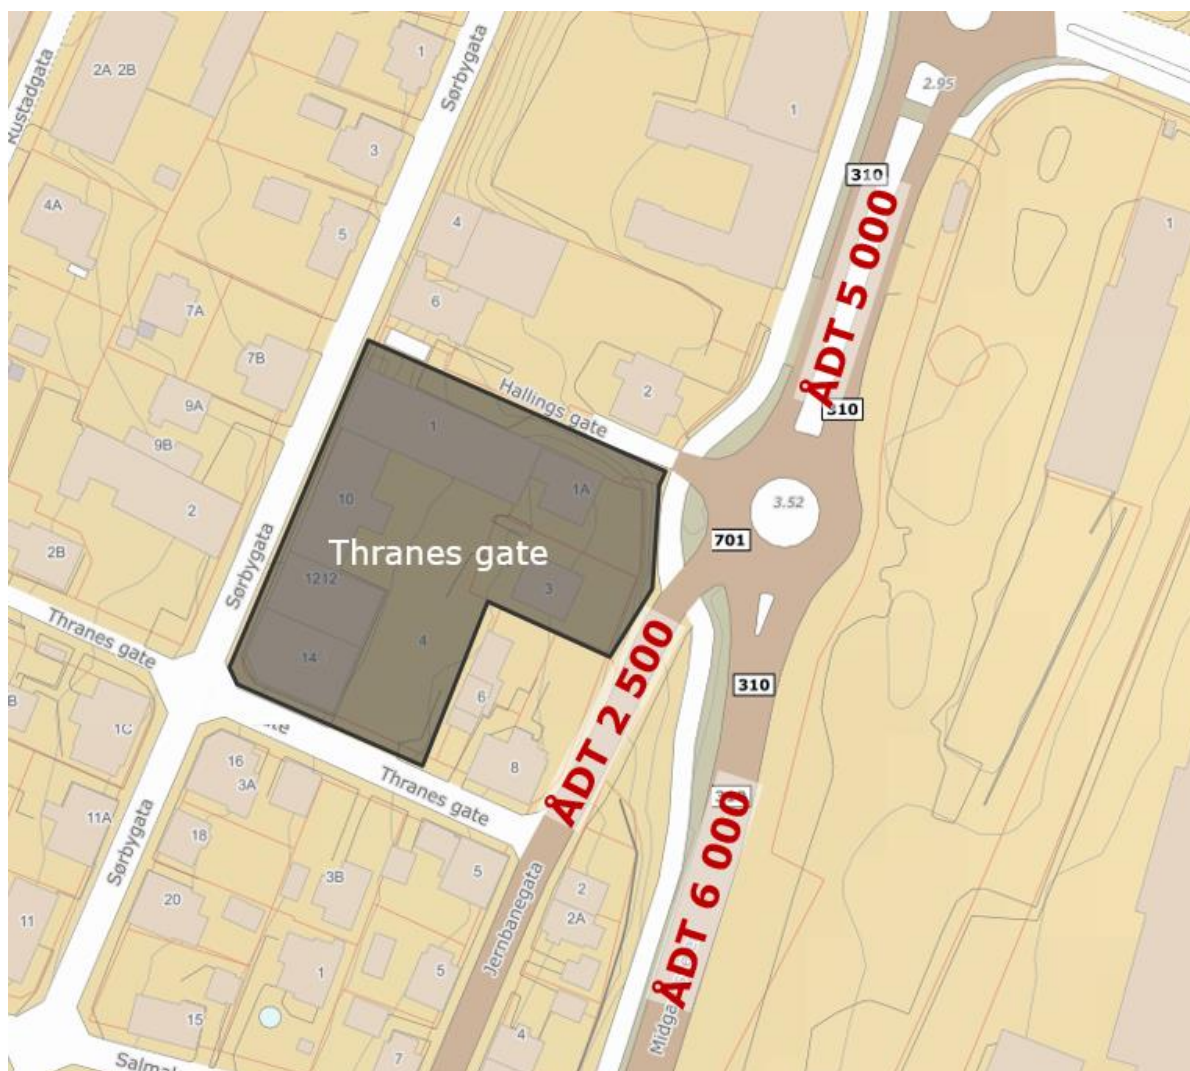 Rustadgata
2A 2B
1
Sørbygata
3
4A
5
4
6
7A
7B
9A
9B
2
2B
1
2.95
310
ÅDT 5 000
1
310
2
Hallings gate
1
1A
10
3.52
701
Thranes gate
1212
3
Sørbygata
14
4
ÅDT 2 500
310
Thranes gate
6
8
B
1C
16
3A
Thranes gate
ÅDT 6 000
11A
Sørbygata
18
5
3B
2
2A
20
11
Jernbanegata
1
5
15
4
7